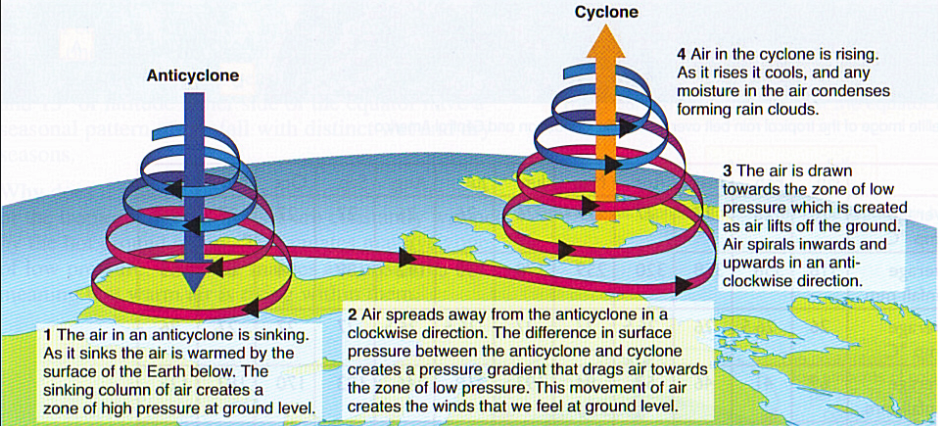 Cyclone
Anticyclone
4 Air in the cyclone is rising.
As it rises it cools, and any
moisture in the air condenses
forming rain clouds.
3 The air is drawn
towards the zone of low
pressure which is created
as air lifts off the ground.
Air spirals inwards and
upwards in an anti-
clockwise direction.
1 The air in an anticyclone is sinking.
As it sinks the air is warmed by the
surface of the Earth below. The
sinking column of air creates a
zone of high pressure at ground level.
2 Air spreads away from the anticyclone in a
clockwise direction. The difference in surface
pressure between the anticyclone and cyclone
creates a pressure gradient that drags air towards
the zone of low pressure. This movement of air
creates the winds that we feel at ground level.